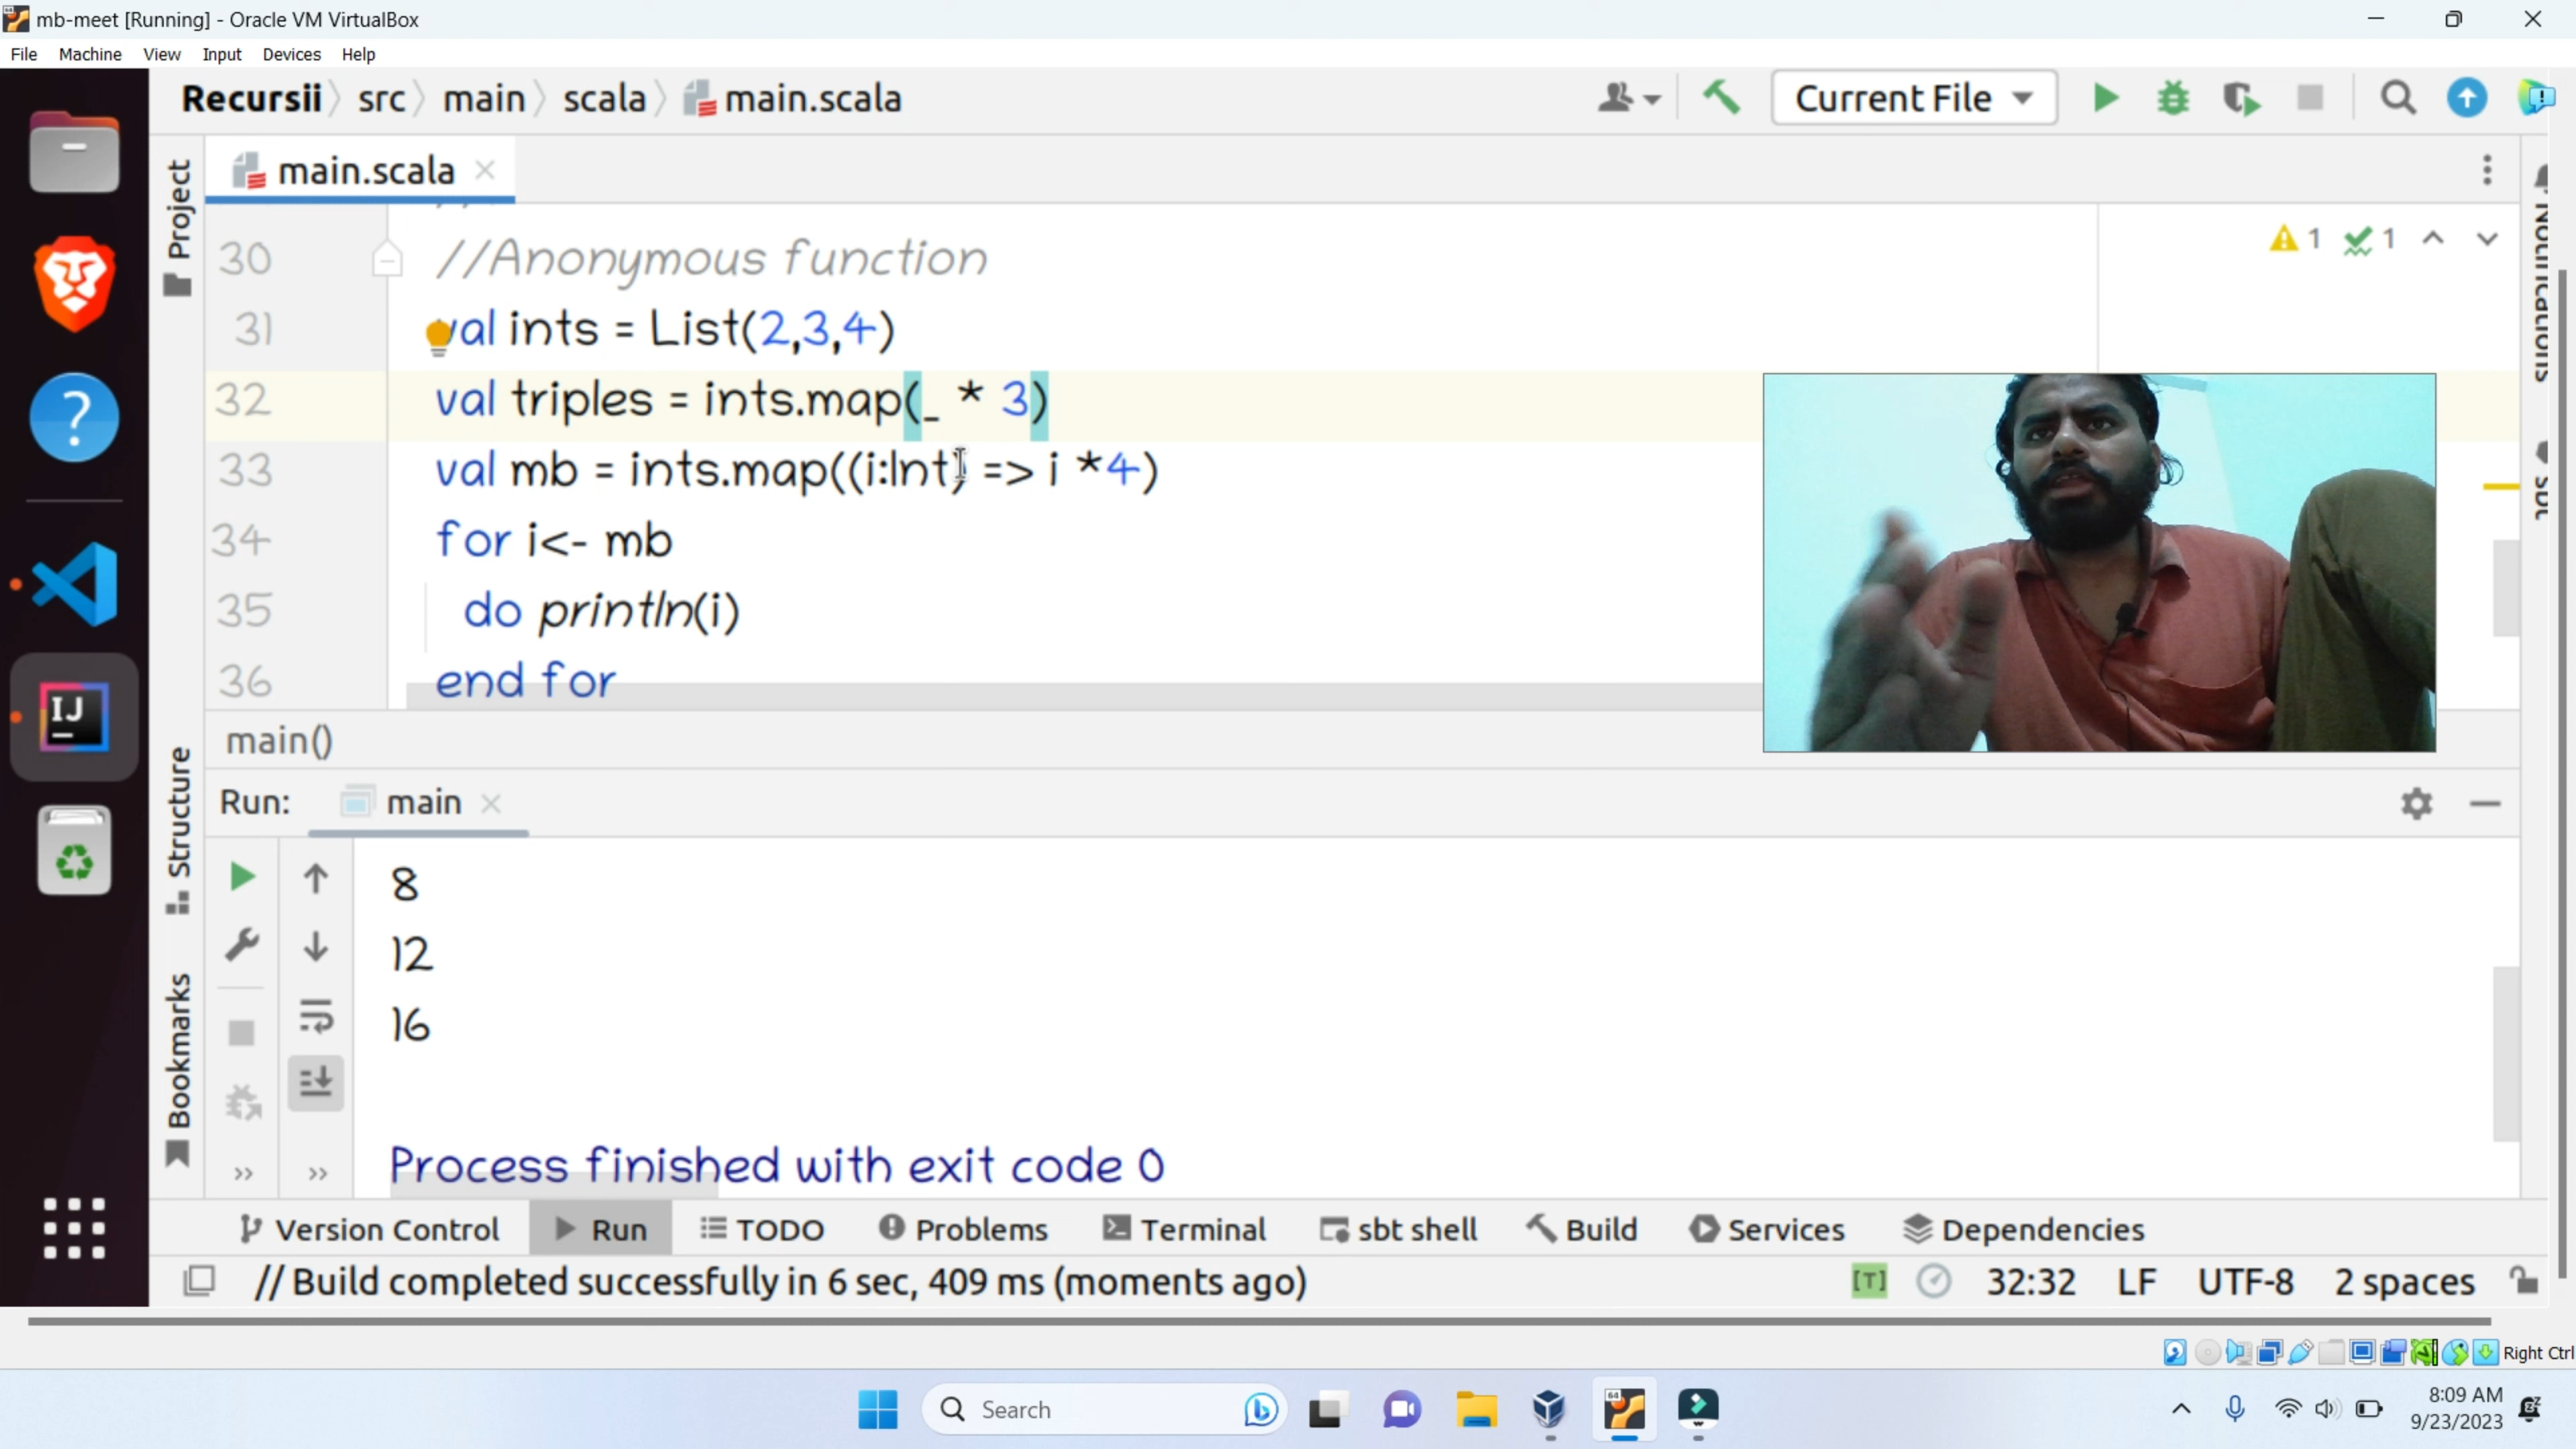 mb-meet [Running] - Oracle VM VirtualBox
File Machine View Input Devices Help
Recursii src main scala main.scala
Current File
Project
main.scala
30 //Anonymous function
31 val ints = List(2,3,4)
32 val triples = ints.map(_ * 3)
33 val mb = ints.map((i:Int) => i *4)
34 for i<- mb
35 do println(i)
36 end for
1 1
Notifications
sbt
main()
Structure
Run: main
8
12
16
Process finished with exit code 0
Bookmarks
Version Control Run TODO Problems Terminal sbt shell Build Services Dependencies
// Build completed successfully in 6 sec, 409 ms (moments ago)
[T] 32:32 LF UTF-8 2 spaces
Right Ctrl
Search
8:09 AM
9/23/2023